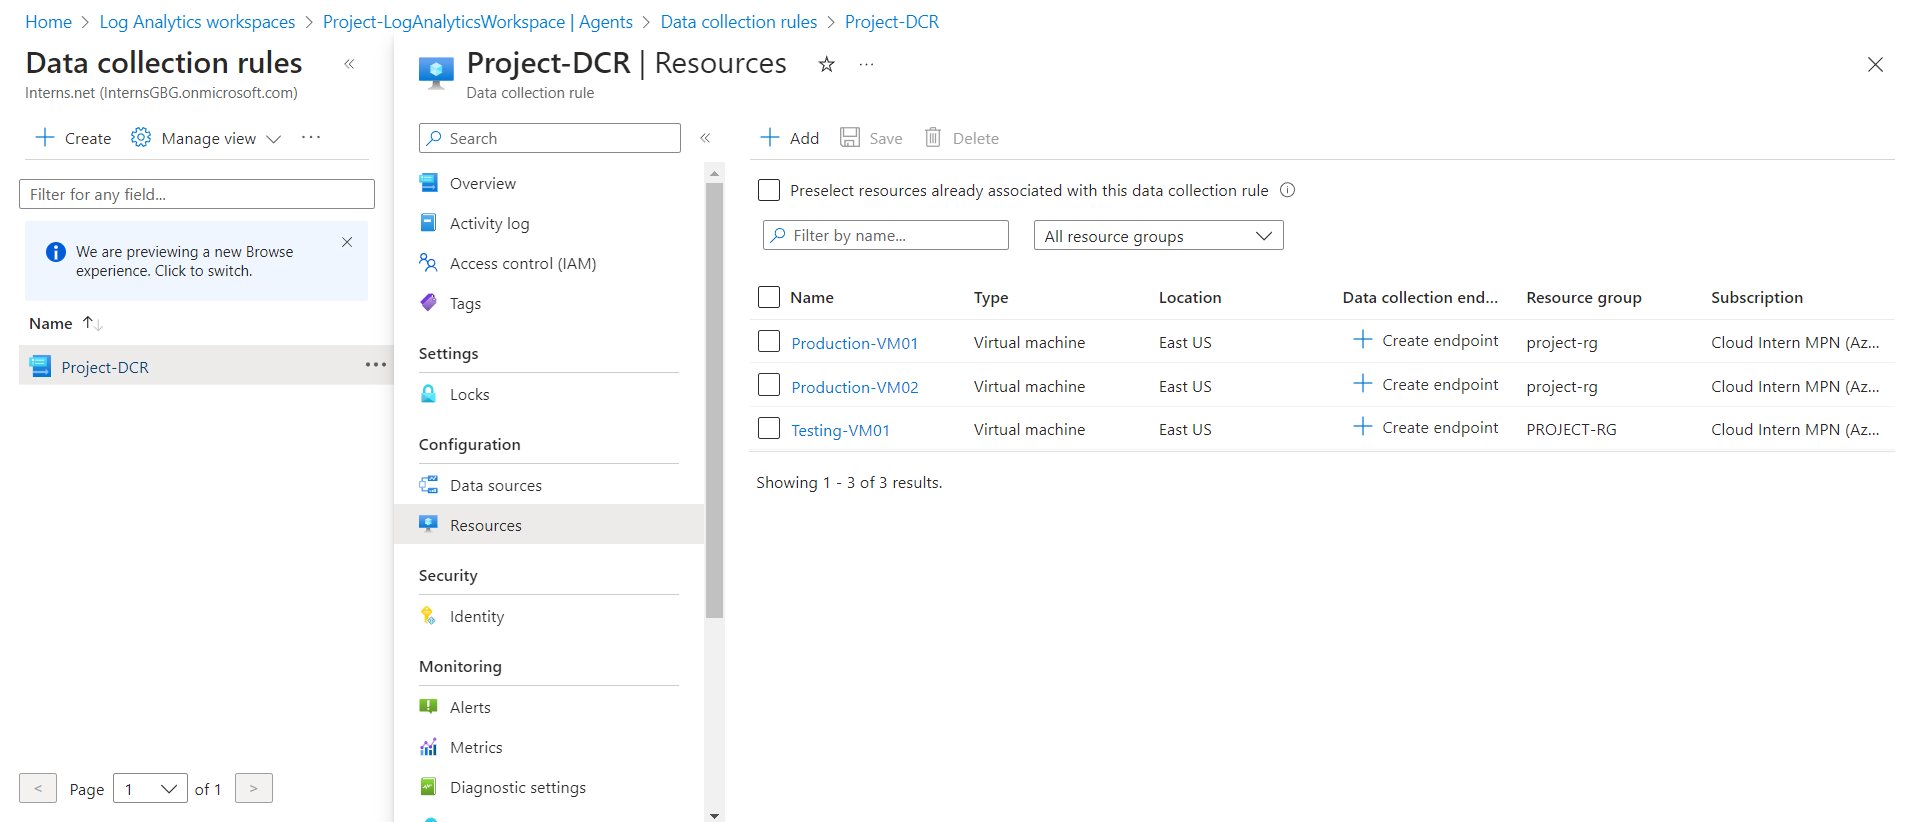 Home > Log Analytics workspaces > Project-LogAnalyticsWorkspace | Agents > Data collection rules > Project-DCR
Data collection rules «
Interns.net (InternsGBG.onmicrosoft.com)
+ Create Manage view ...
Filter for any field...
We are previewing a new Browse
experience. Click to switch.
Name ↑↓
Project-DCR ...
< Page 1 of 1 >
Project-DCR | Resources ...
Data collection rule
Search «
Overview
Activity log
Access control (IAM)
Tags
Settings
Locks
Configuration
Data sources
Resources
Security
Identity
Monitoring
Alerts
Metrics
Diagnostic settings
+ Add Save Delete
Preselect resources already associated with this data collection rule
Filter by name... All resource groups
Name Type Location Data collection end... Resource group Subscription
Production-VM01 Virtual machine East US + Create endpoint project-rg Cloud Intern MPN (Az...
Production-VM02 Virtual machine East US + Create endpoint project-rg Cloud Intern MPN (Az...
Testing-VM01 Virtual machine East US + Create endpoint PROJECT-RG Cloud Intern MPN (Az...
Showing 1 - 3 of 3 results.